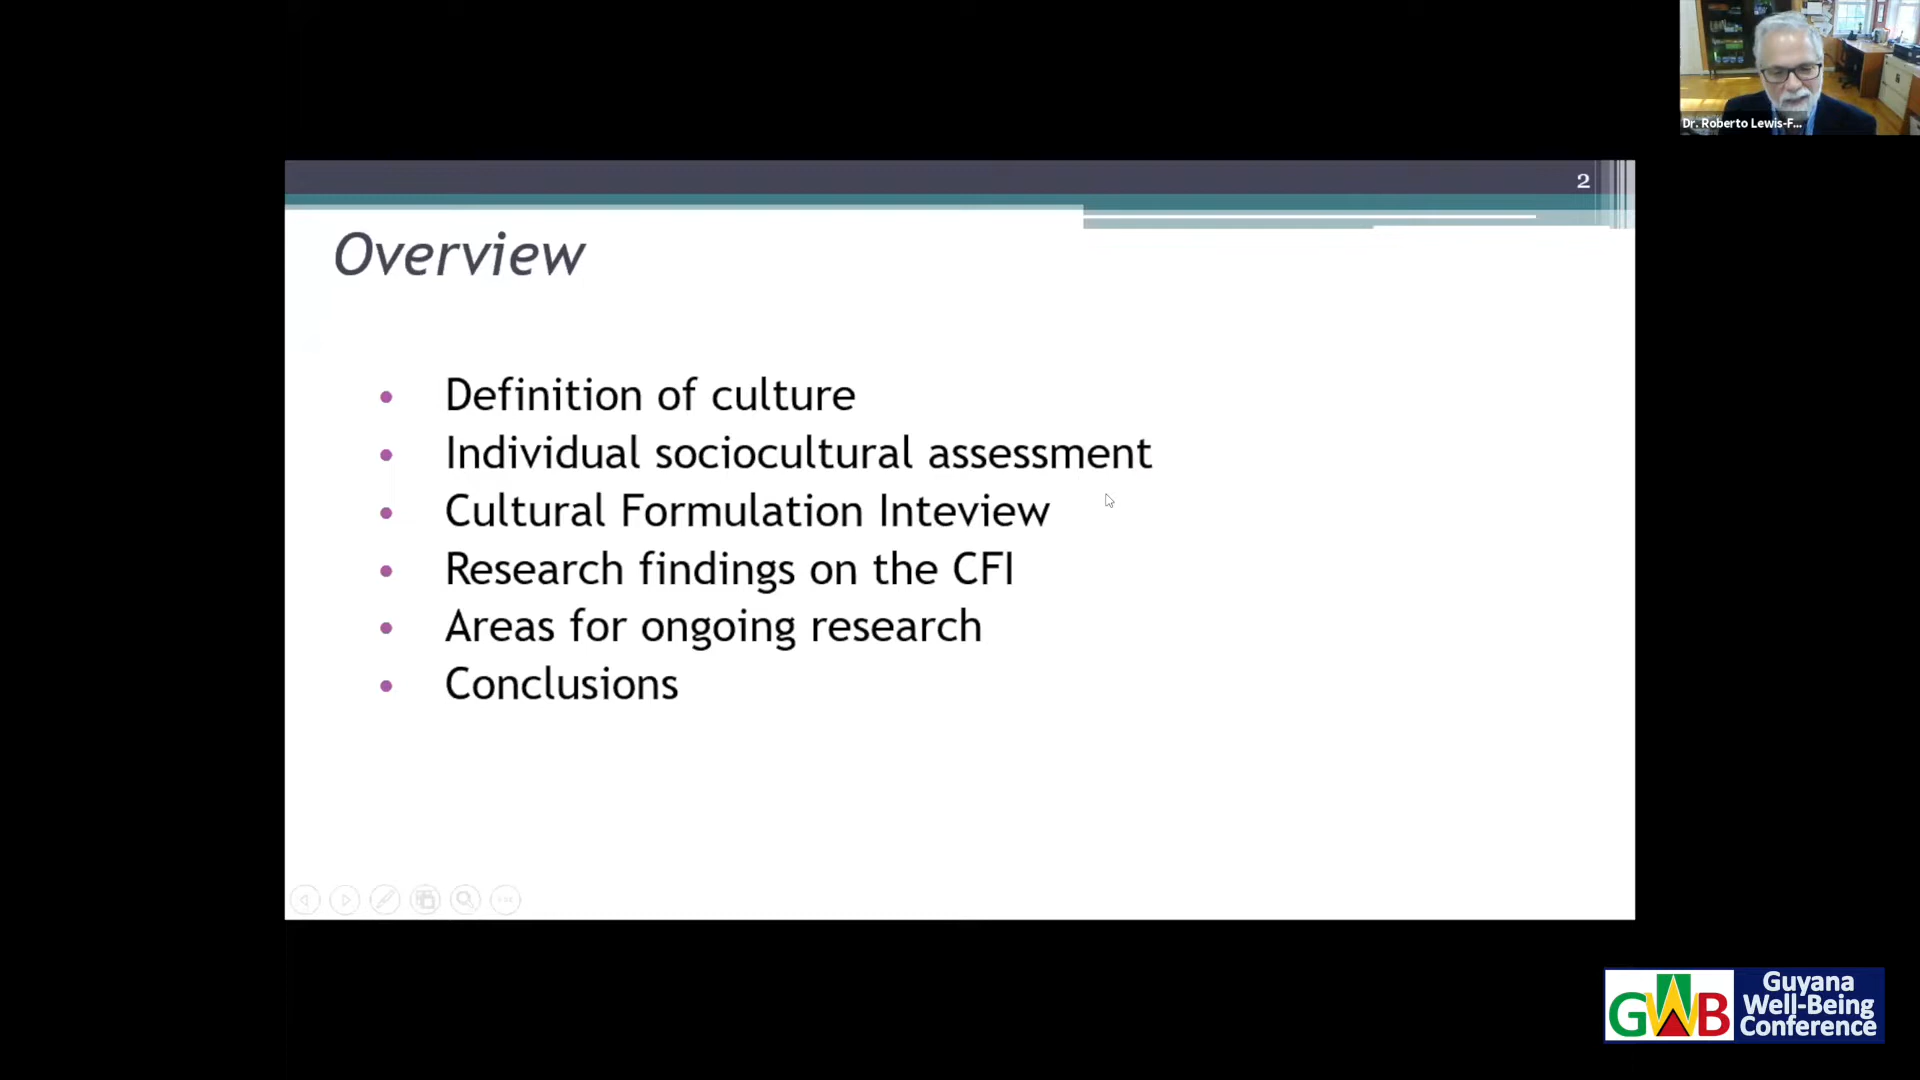 Dr. Roberto Lewis-F...
2
Overview
• Definition of culture
• Individual sociocultural assessment
• Cultural Formulation Inteview
• Research findings on the CFI
• Areas for ongoing research
• Conclusions
GWB
Guyana
Well-Being
Conference